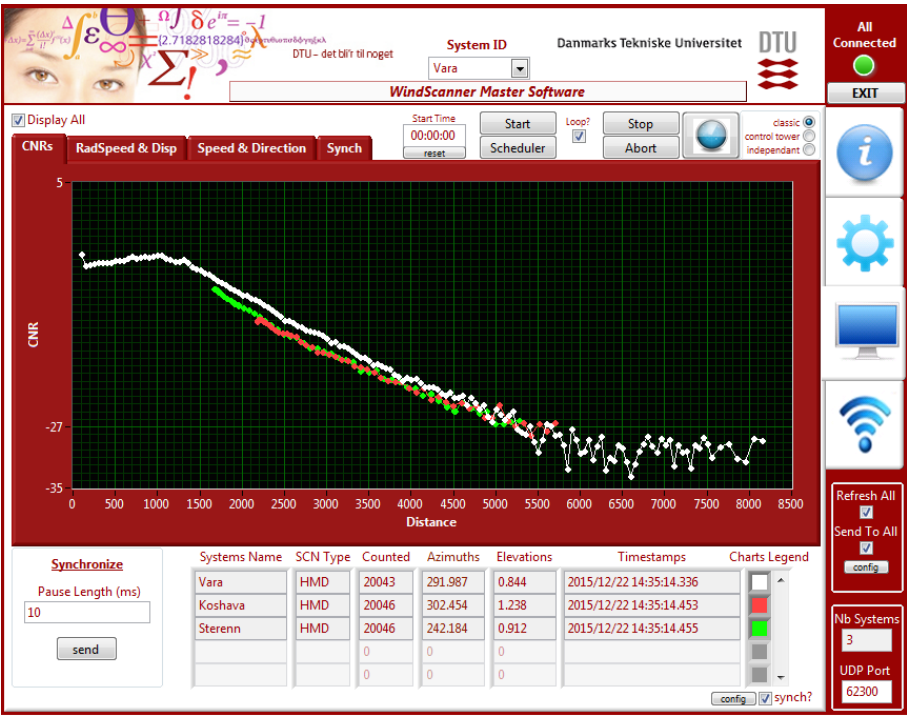 (2.7182818284)
DTU – det bli'r til noget
System ID
Vara
Danmarks Tekniske Universitet
DTU
WindScanner Master Software
All
Connected
EXIT
Display All
Start Time
00:00:00
reset
Start
Scheduler
Loop?
Stop
Abort
classic
control tower
independant
CNRs
RadSpeed & Disp
Speed & Direction
Synch
CNR
5
-27
-35
0 500 1000 1500 2000 2500 3000 3500 4000 4500 5000 5500 6000 6500 7000 7500 8000 8500
Distance
Synchronize
Pause Length (ms)
10
send
Systems Name SCN Type Counted Azimuths Elevations Timestamps Charts Legend
Vara HMD 20043 291.987 0.844 2015/12/22 14:35:14.336
Koshava HMD 20046 302.454 1.238 2015/12/22 14:35:14.453
Sterenn HMD 20046 242.184 0.912 2015/12/22 14:35:14.455
0 0 0
0 0 0
config synch?
Refresh All
Send To All
config
Nb Systems
3
UDP Port
62300